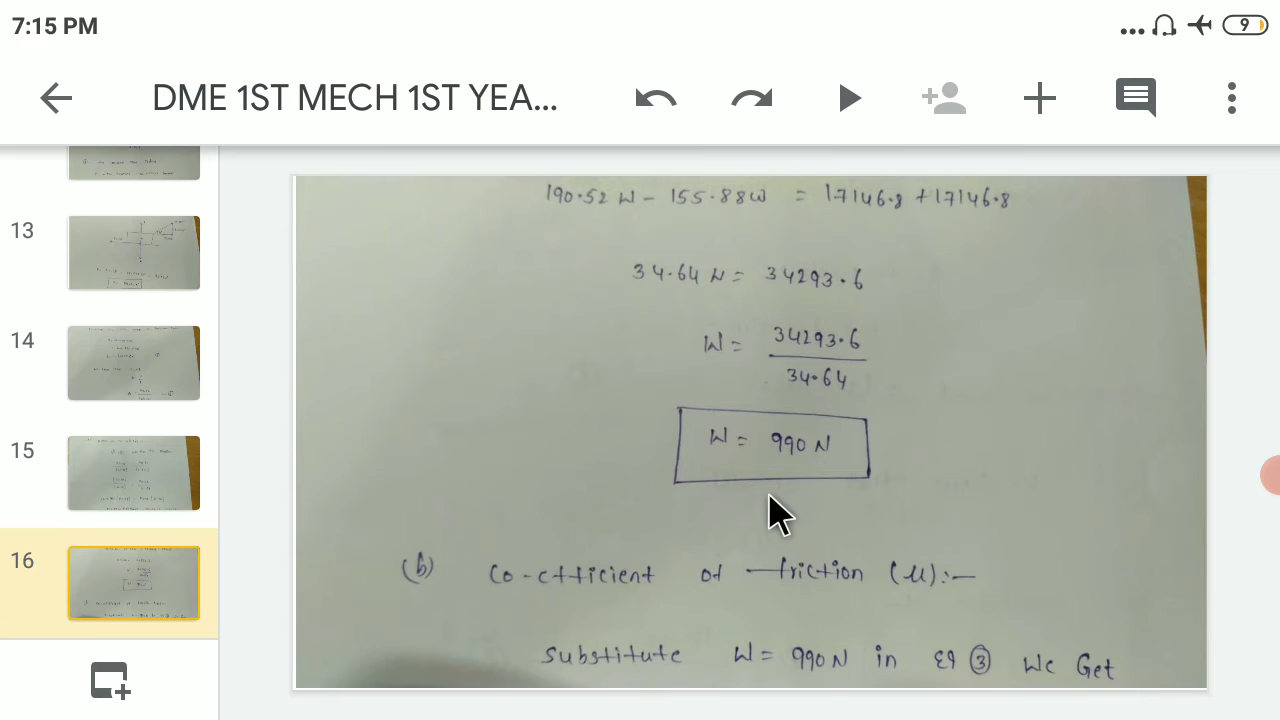 7:15 PM
9
DME 1ST MECH 1ST YEA...
13
14
15
16
190.52 W - 155.88W = 17146.8 + 17146.8
34.64 W = 34293.6
W = 34293.6
34.64
W = 990 N
(b) Co-efficient of friction (μ):-
Substitute W = 990 N in Eq ③ We Get